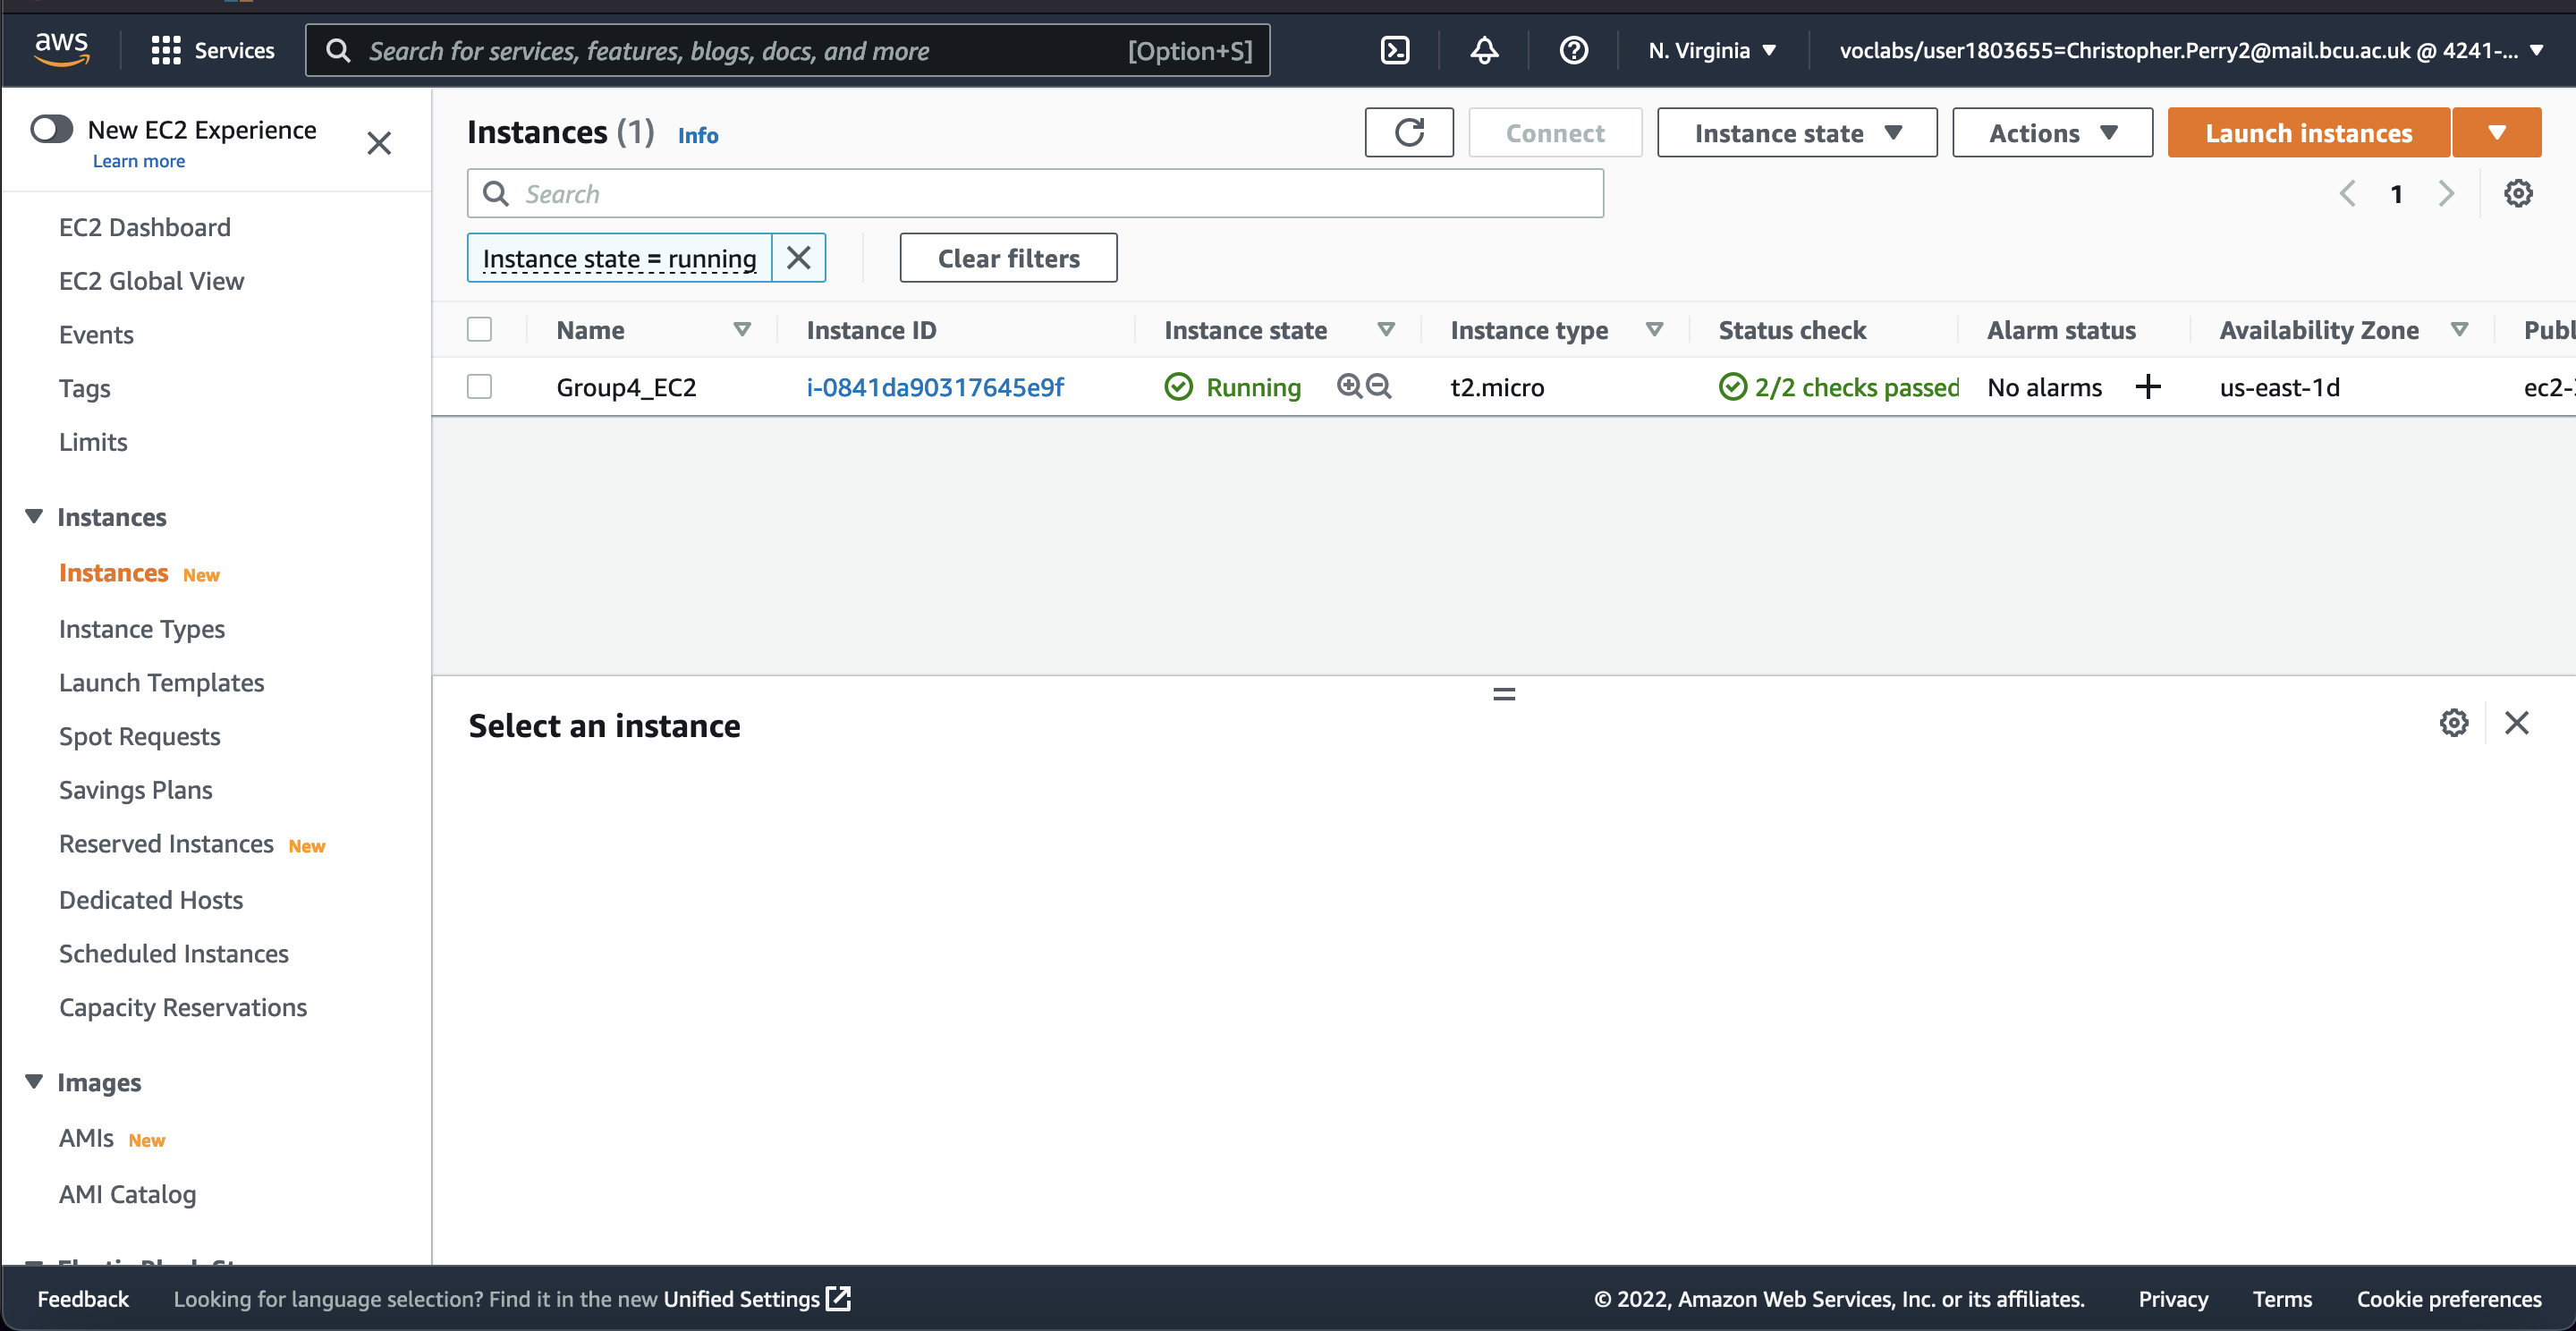 aws
Services
Search for services, features, blogs, docs, and more
[Option+S]
N. Virginia
voclabs/user1803655=Christopher.Perry2@mail.bcu.ac.uk @ 4241-...
New EC2 Experience
Learn more
EC2 Dashboard
EC2 Global View
Events
Tags
Limits
Instances
Instances New
Instance Types
Launch Templates
Spot Requests
Savings Plans
Reserved Instances New
Dedicated Hosts
Scheduled Instances
Capacity Reservations
Images
AMIs New
AMI Catalog
Instances (1) Info
Connect
Instance state
Actions
Launch instances
Search
1
Instance state = running
Clear filters
Name Instance ID Instance state Instance type Status check Alarm status Availability Zone Publ
Group4_EC2 i-0841da90317645e9f Running t2.micro 2/2 checks passed No alarms + us-east-1d ec2-
Select an instance
Feedback Looking for language selection? Find it in the new Unified Settings
© 2022, Amazon Web Services, Inc. or its affiliates. Privacy Terms Cookie preferences